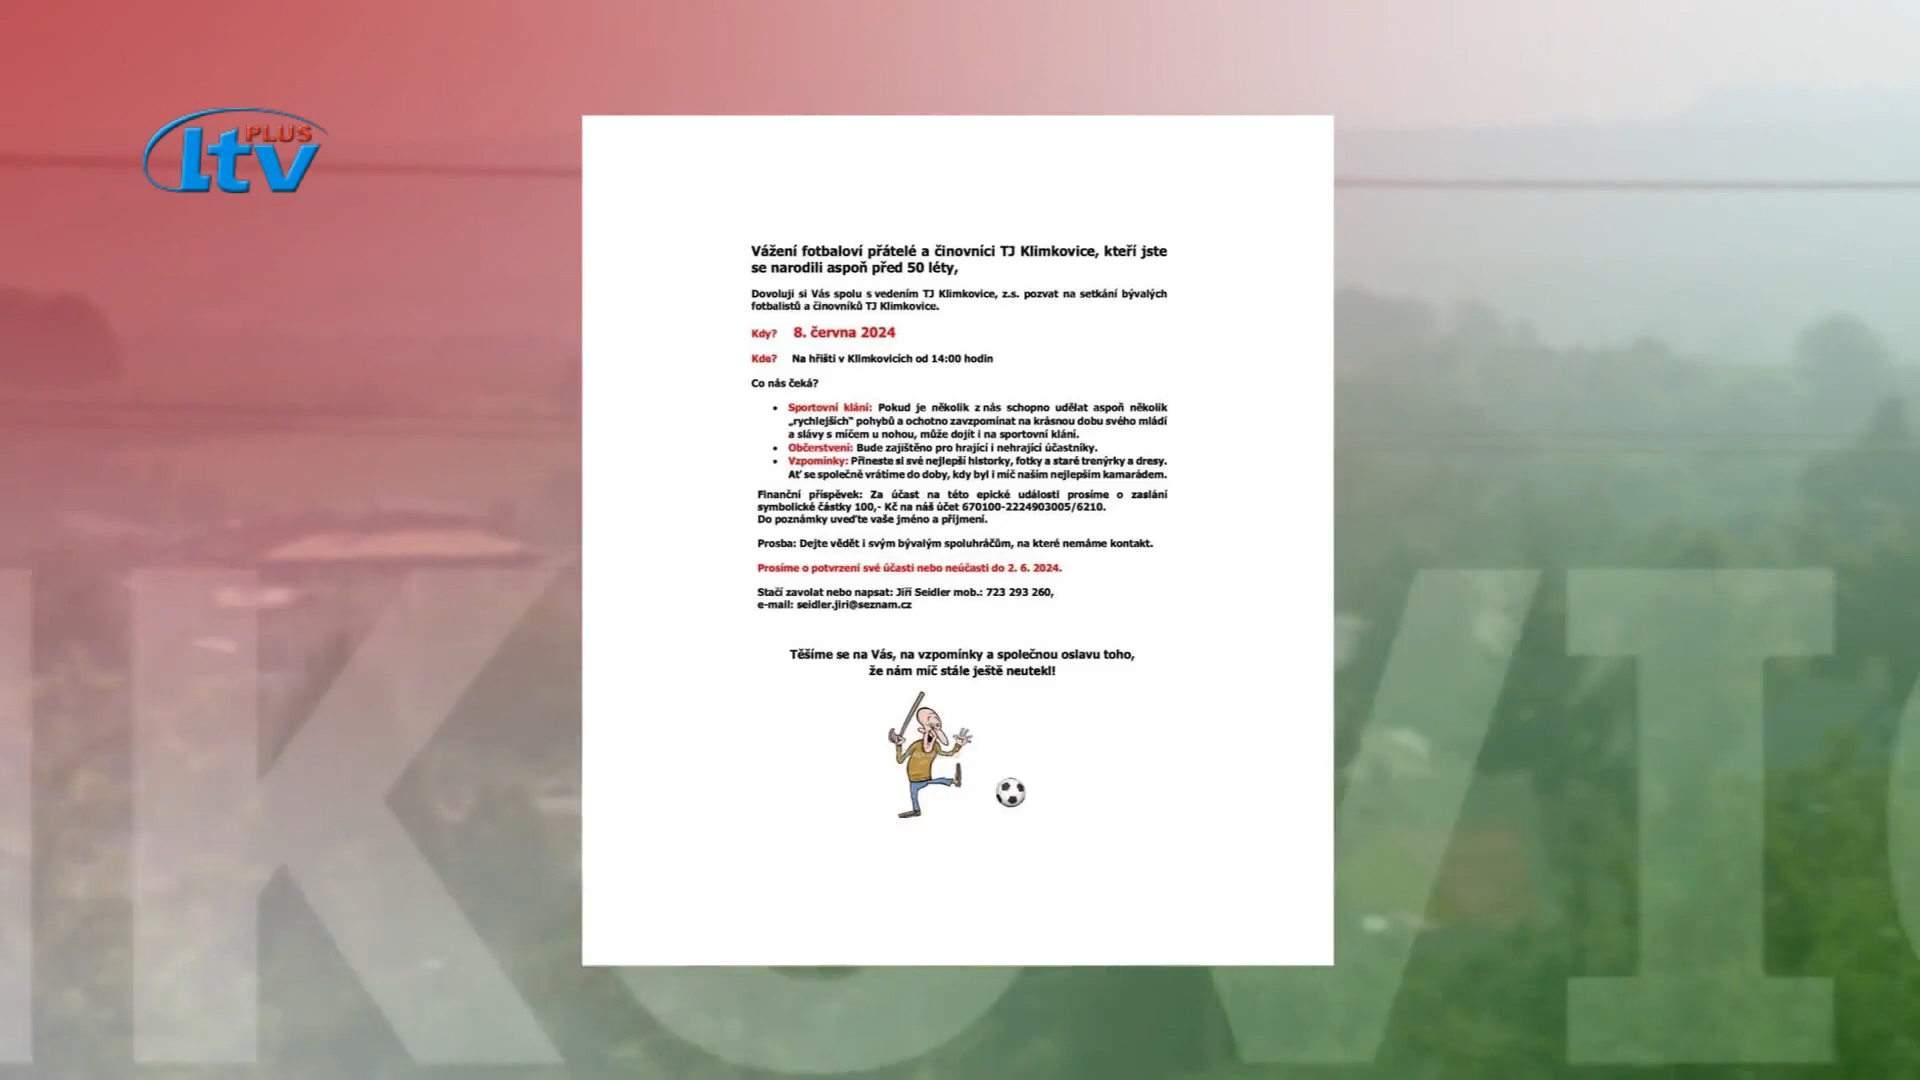 ltv PLUS
Vážení fotbaloví přátelé a činovníci TJ Klimkovice, kteří jste
se narodili aspoň před 50 léty,
Dovoluji si Vás spolu s vedením TJ Klimkovice, z.s. pozvat na setkání bývalých
fotbalistů a činovníků TJ Klimkovice.
Kdy? 8. června 2024
Kde? Na hřišti v Klimkovicích od 14:00 hodin
Co nás čeká?
• Sportovní klání: Pokud je několik z nás schopno udělat aspoň několik
„rychlejších“ pohybů a ochotno zavzpomínat na krásnou dobu svého mládí
a slávy s míčem u nohou, může dojít i na sportovní klání.
• Občerstvení: Bude zajištěno pro hrající i nehrající účastníky.
• Vzpomínky: Přineste si své nejlepší historky, fotky a staré trenýrky a dresy.
Ať se společně vrátíme do doby, kdy byl i míč naším nejlepším kamarádem.
Finanční příspěvek: Za účast na této epické události prosíme o zaslání
symbolické částky 100,- Kč na náš účet 670100-2224903005/6210.
Do poznámky uveďte vaše jméno a příjmení.
Prosba: Dejte vědět i svým bývalým spoluhráčům, na které nemáme kontakt.
Prosíme o potvrzení své účasti nebo neúčasti do 2. 6. 2024.
Stačí zavolat nebo napsat: Jiří Seidler mob.: 723 293 260,
e-mail: seidler.jiri@seznam.cz
Těšíme se na Vás, na vzpomínky a společnou oslavu toho,
že nám míč stále ještě neutekl!